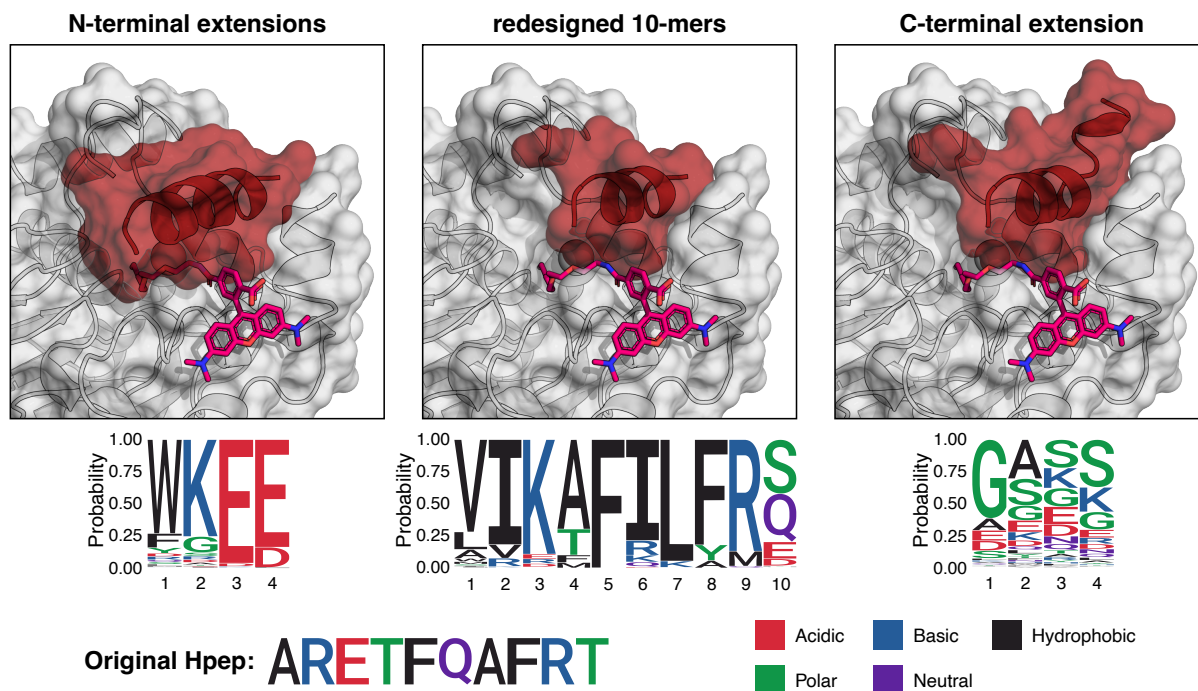 N-terminal extensions
redesigned 10-mers
C-terminal extension
Probability
1.00
0.75
0.50
0.25
0.00
WKEE
1 2 3 4
Probability
1.00
0.75
0.50
0.25
0.00
VIKAFILFRS
1 2 3 4 5 6 7 8 9 10
Probability
1.00
0.75
0.50
0.25
0.00
GASS
1 2 3 4
Original Hpep: ARETFQAFRT
Acidic
Basic
Hydrophobic
Polar
Neutral